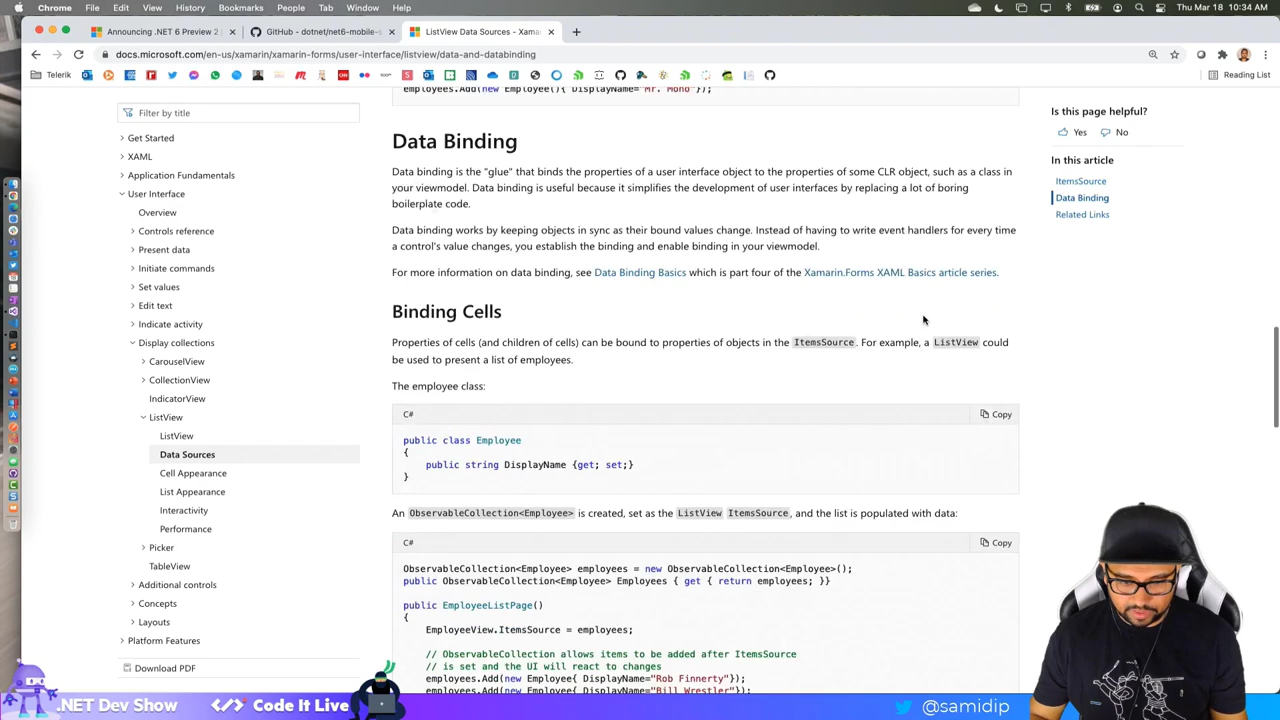 Chrome File Edit View History Bookmarks People Tab Window Help
Thu Mar 18 10:34 AM
Announcing .NET 6 Preview 2 |
GitHub - dotnet/net6-mobile-s
ListView Data Sources - Xama
docs.microsoft.com/en-us/xamarin/xamarin-forms/user-interface/listview/data-and-databinding
Telerik
Reading List
Filter by title
Get Started
XAML
Application Fundamentals
User Interface
Overview
Controls reference
Present data
Initiate commands
Set values
Edit text
Indicate activity
Display collections
CarouselView
CollectionView
IndicatorView
ListView
ListView
Data Sources
Cell Appearance
List Appearance
Interactivity
Performance
Picker
TableView
Additional controls
Concepts
Layouts
Platform Features
Download PDF
employees.Add(new Employee(){ DisplayName="Mr. Mono"});
Data Binding
Data binding is the "glue" that binds the properties of a user interface object to the properties of some CLR object, such as a class in
your viewmodel. Data binding is useful because it simplifies the development of user interfaces by replacing a lot of boring
boilerplate code.
Data binding works by keeping objects in sync as their bound values change. Instead of having to write event handlers for every time
a control's value changes, you establish the binding and enable binding in your viewmodel.
For more information on data binding, see Data Binding Basics which is part four of the Xamarin.Forms XAML Basics article series.
Binding Cells
Properties of cells (and children of cells) can be bound to properties of objects in the ItemsSource. For example, a ListView could
be used to present a list of employees.
The employee class:
C#
Copy
public class Employee
{
public string DisplayName {get; set;}
}
An ObservableCollection<Employee> is created, set as the ListView ItemsSource, and the list is populated with data:
C#
Copy
ObservableCollection<Employee> employees = new ObservableCollection<Employee>();
public ObservableCollection<Employee> Employees { get { return employees; }}
public EmployeeListPage()
{
EmployeeView.ItemsSource = employees;
// ObservableCollection allows items to be added after ItemsSource
// is set and the UI will react to changes
employees.Add(new Employee{ DisplayName="Rob Finnerty"});
employees.Add(new Employee{ DisplayName="Bill Wrestler"});
Is this page helpful?
Yes No
In this article
ItemsSource
Data Binding
Related Links
.NET Dev Show
</> Code It Live
@samidip